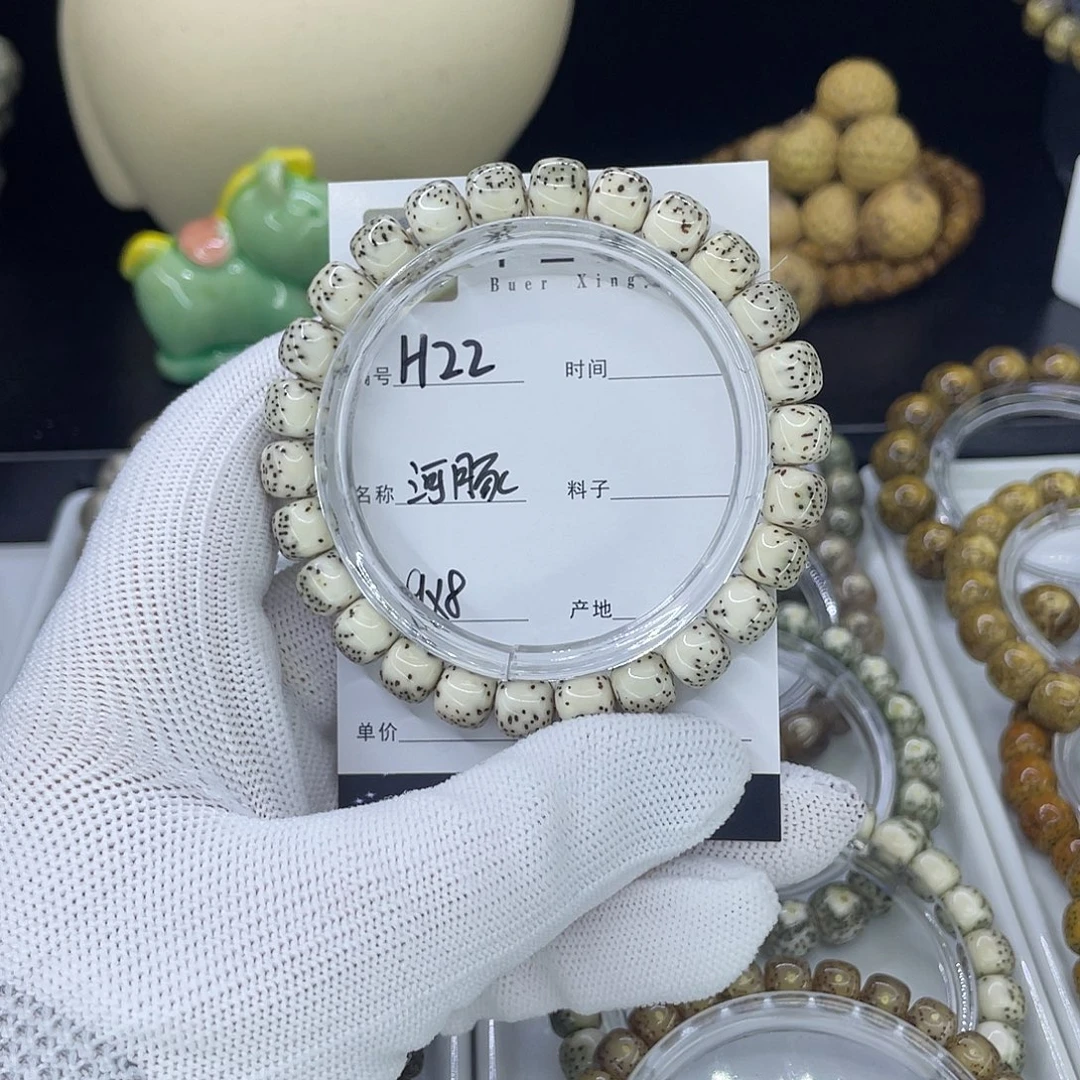 Buer Xing
号 H22 时间
名称 河豚 料子
9x8 产地
单价